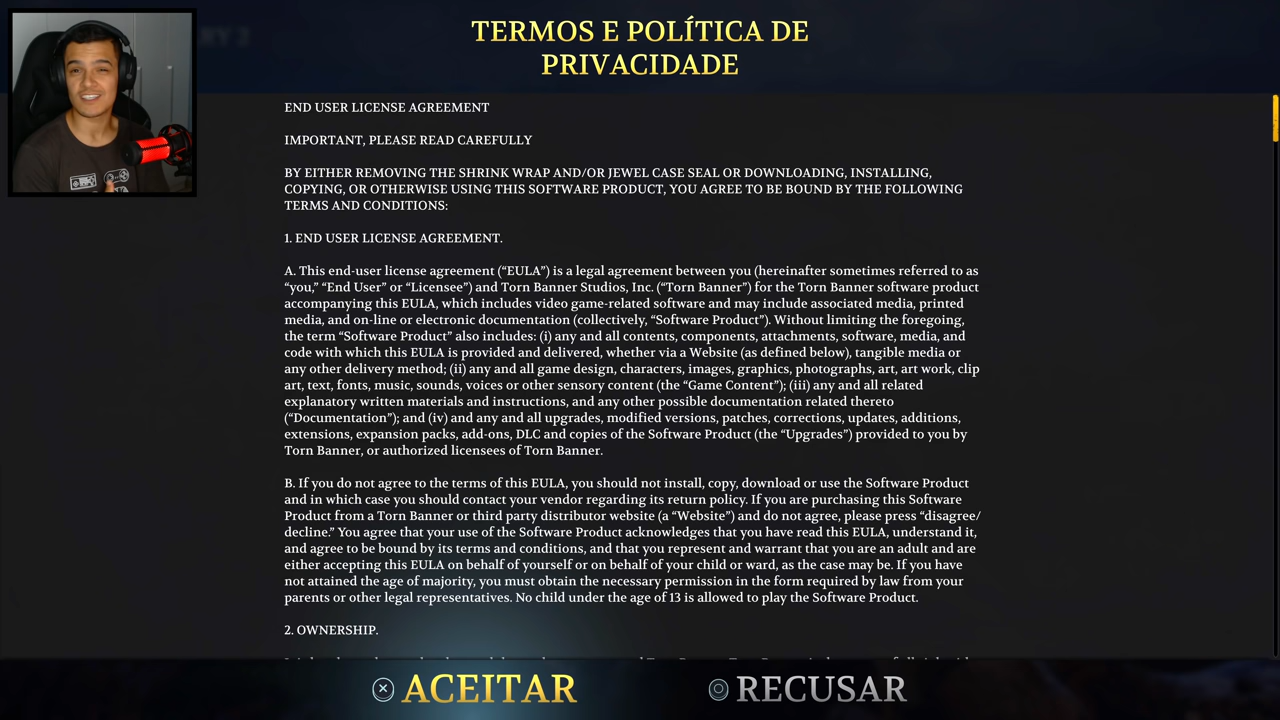 TERMOS E POLÍTICA DE
PRIVACIDADE
END USER LICENSE AGREEMENT
IMPORTANT, PLEASE READ CAREFULLY
BY EITHER REMOVING THE SHRINK WRAP AND/OR JEWEL CASE SEAL OR DOWNLOADING, INSTALLING,
COPYING, OR OTHERWISE USING THIS SOFTWARE PRODUCT, YOU AGREE TO BE BOUND BY THE FOLLOWING
TERMS AND CONDITIONS:
1. END USER LICENSE AGREEMENT.
A. This end-user license agreement (“EULA”) is a legal agreement between you (hereinafter sometimes referred to as
“you,” “End User” or “Licensee”) and Torn Banner Studios, Inc. (“Torn Banner”) for the Torn Banner software product
accompanying this EULA, which includes video game-related software and may include associated media, printed
media, and on-line or electronic documentation (collectively, “Software Product”). Without limiting the foregoing,
the term “Software Product” also includes: (i) any and all contents, components, attachments, software, media, and
code with which this EULA is provided and delivered, whether via a Website (as defined below), tangible media or
any other delivery method; (ii) any and all game design, characters, images, graphics, photographs, art, art work, clip
art, text, fonts, music, sounds, voices or other sensory content (the “Game Content”); (iii) any and all related
explanatory written materials and instructions, and any other possible documentation related thereto
(“Documentation”); and (iv) and any and all upgrades, modified versions, patches, corrections, updates, additions,
extensions, expansion packs, add-ons, DLC and copies of the Software Product (the “Upgrades”) provided to you by
Torn Banner, or authorized licensees of Torn Banner.
B. If you do not agree to the terms of this EULA, you should not install, copy, download or use the Software Product
and in which case you should contact your vendor regarding its return policy. If you are purchasing this Software
Product from a Torn Banner or third party distributor website (a “Website”) and do not agree, please press “disagree/
decline.” You agree that your use of the Software Product acknowledges that you have read this EULA, understand it,
and agree to be bound by its terms and conditions, and that you represent and warrant that you are an adult and are
either accepting this EULA on behalf of yourself or on behalf of your child or ward, as the case may be. If you have
not attained the age of majority, you must obtain the necessary permission in the form required by law from your
parents or other legal representatives. No child under the age of 13 is allowed to play the Software Product.
2. OWNERSHIP.
ACEITAR
RECUSAR